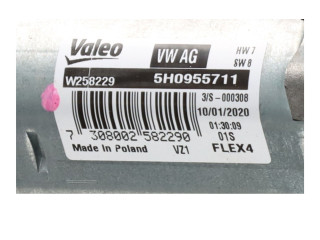 Valeo VW AG HW 7
SW 8
W258229 5H0955711
3/S-000308
10/01/2020
01:30:09
7 308002 582290 01S
Made in Poland VZ1 FLEX4